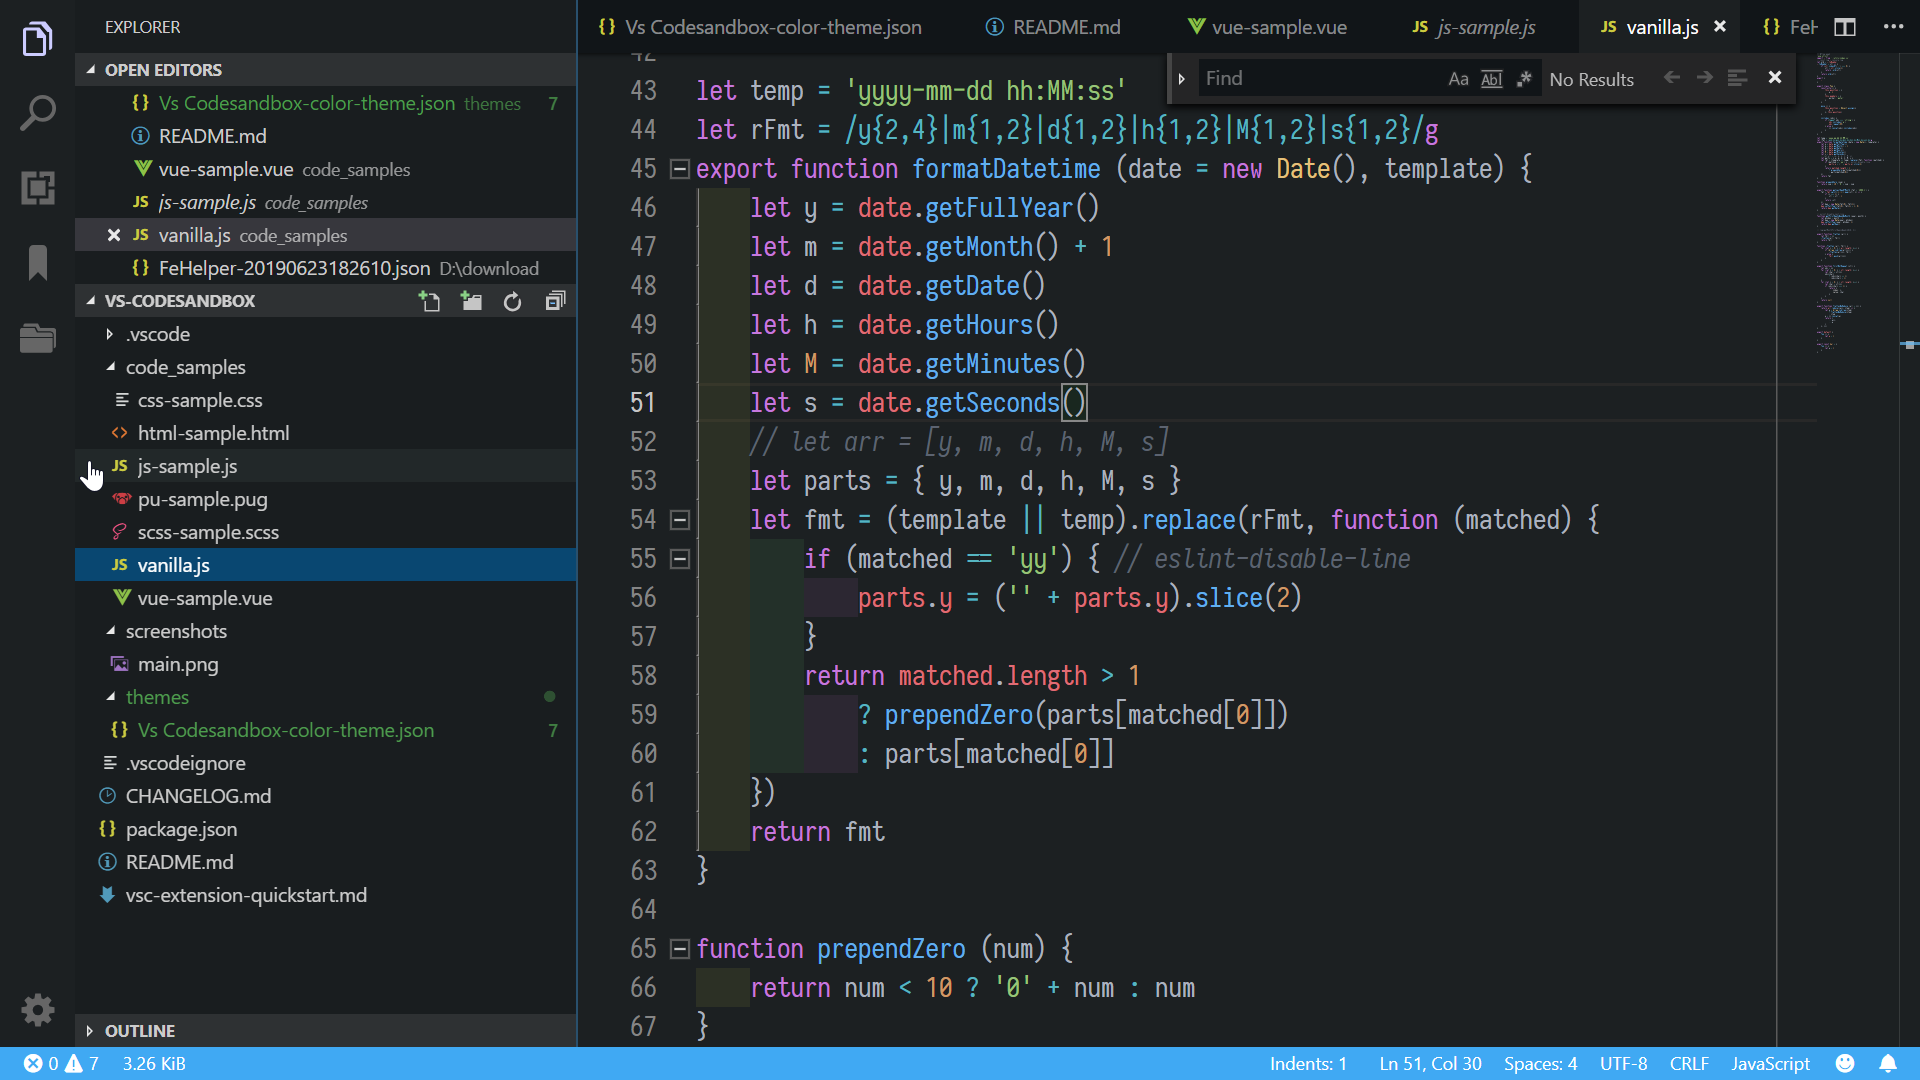 EXPLORER
OPEN EDITORS
{} Vs Codesandbox-color-theme.json themes 7
README.md
vue-sample.vue code_samples
JS js-sample.js code_samples
JS vanilla.js code_samples
{} FeHelper-20190623182610.json D:\download
VS-CODESANDBOX
.vscode
code_samples
css-sample.css
<> html-sample.html
JS js-sample.js
pu-sample.pug
scss-sample.scss
JS vanilla.js
vue-sample.vue
screenshots
main.png
themes
{} Vs Codesandbox-color-theme.json 7
.vscodeignore
CHANGELOG.md
{} package.json
README.md
vsc-extension-quickstart.md
OUTLINE
{} Vs Codesandbox-color-theme.json README.md vue-sample.vue JS js-sample.js JS vanilla.js {} FeH
Find Aa Abl .* No Results
42
43 let temp = 'yyyy-mm-dd hh:MM:ss'
44 let rFmt = /y{2,4}|m{1,2}|d{1,2}|h{1,2}|M{1,2}|s{1,2}/g
45 export function formatDatetime (date = new Date(), template) {
46 let y = date.getFullYear()
47 let m = date.getMonth() + 1
48 let d = date.getDate()
49 let h = date.getHours()
50 let M = date.getMinutes()
51 let s = date.getSeconds()
52 // let arr = [y, m, d, h, M, s]
53 let parts = { y, m, d, h, M, s }
54 let fmt = (template || temp).replace(rFmt, function (matched) {
55 if (matched == 'yy') { // eslint-disable-line
56 parts.y = ('' + parts.y).slice(2)
57 }
58 return matched.length > 1
59 ? prependZero(parts[matched[0]])
60 : parts[matched[0]]
61 })
62 return fmt
63 }
64
65 function prependZero (num) {
66 return num < 10 ? '0' + num : num
67 }
0 7 3.26 KiB Indents: 1 Ln 51, Col 30 Spaces: 4 UTF-8 CRLF JavaScript